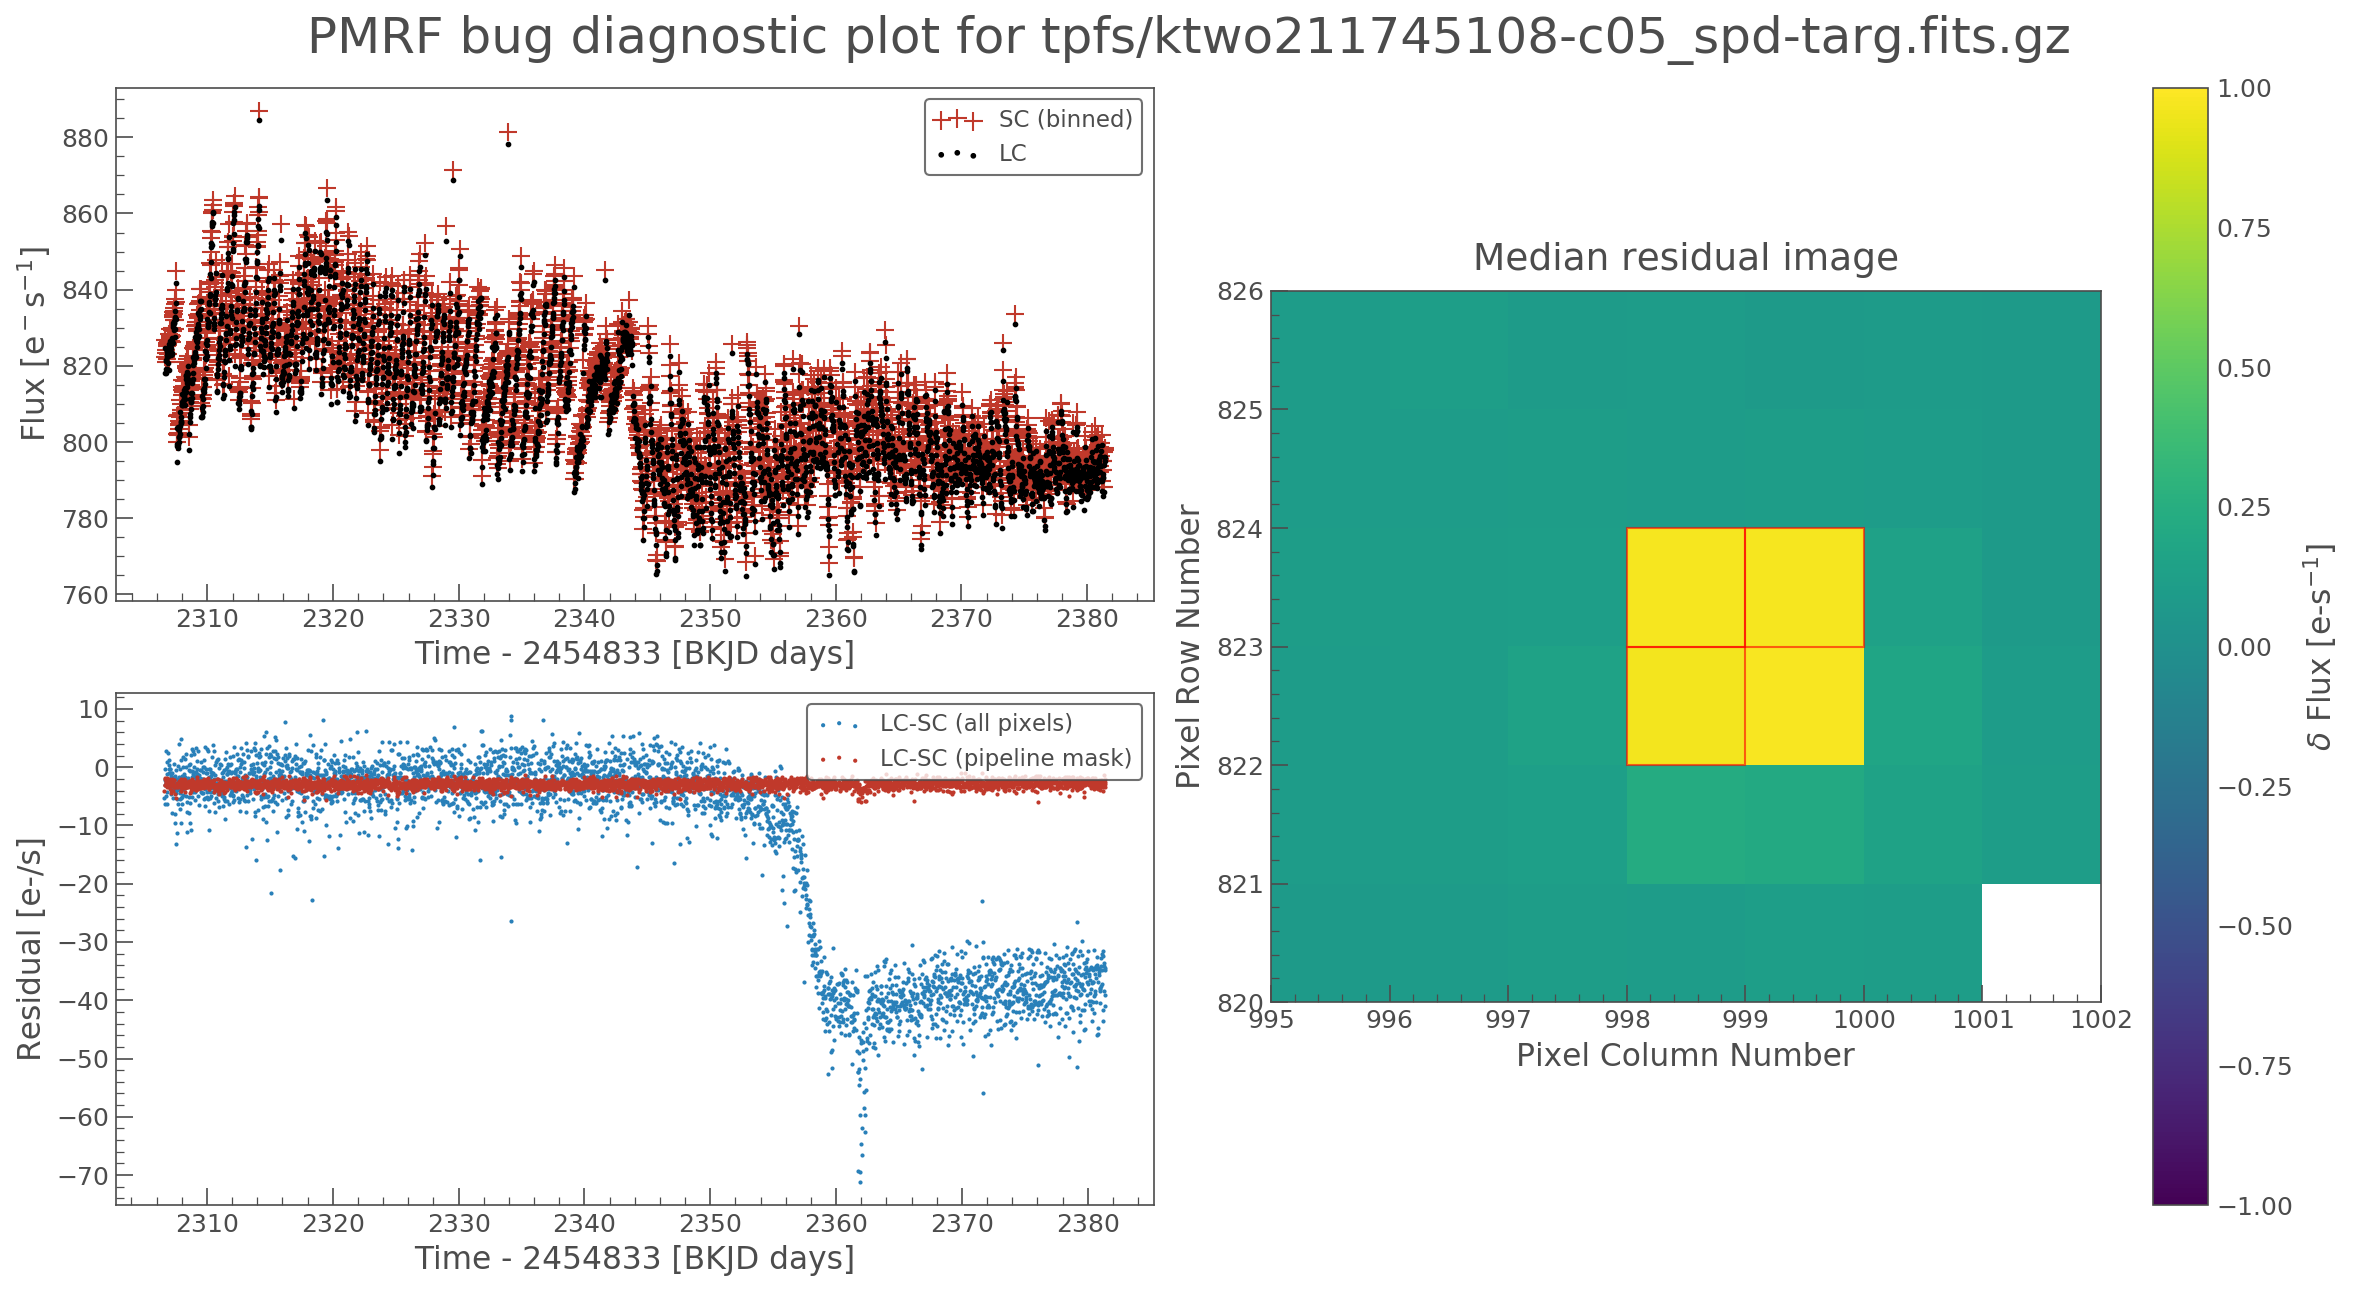 PMRF bug diagnostic plot for tpfs/ktwo211745108-c05_spd-targ.fits.gz
Flux [e⁻ s⁻¹]
880
860
840
820
800
780
760
SC (binned)
LC
2310 2320 2330 2340 2350 2360 2370 2380
Time - 2454833 [BKJD days]
Residual [e-/s]
10
0
−10
−20
−30
−40
−50
−60
−70
LC-SC (all pixels)
LC-SC (pipeline mask)
2310 2320 2330 2340 2350 2360 2370 2380
Time - 2454833 [BKJD days]
Median residual image
Pixel Row Number
826
825
824
823
822
821
820
995 996 997 998 999 1000 1001 1002
Pixel Column Number
1.00
0.75
0.50
0.25
0.00
−0.25
−0.50
−0.75
−1.00
δ Flux [e-s⁻¹]